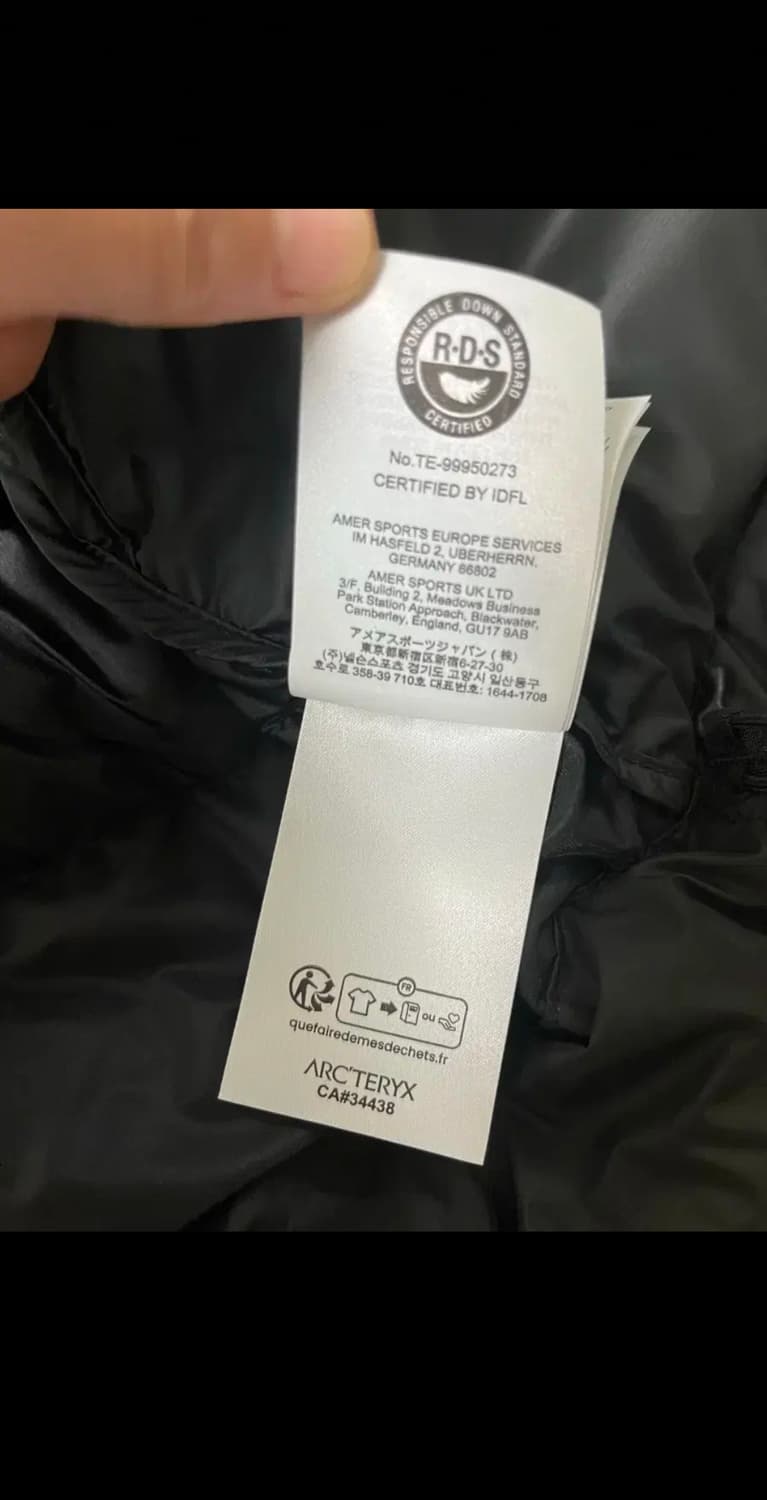 RESPONSIBLE DOWN STANDARD
R·D·S
CERTIFIED
No.TE-99950273
CERTIFIED BY IDFL
AMER SPORTS EUROPE SERVICES
IM HASFELD 2, UBERHERRN,
GERMANY 66802
AMER SPORTS UK LTD
3/F, Building 2, Meadows Business
Park Station Approach, Blackwater,
Camberley, England, GU17 9AB
アメアスポーツジャパン (株)
東京都新宿区新宿6-27-30
(주)넬슨스포츠 경기도 고양시 일산동구
호수로 358-39 710호 대표번호: 1644-1708
FR
ou
quefairedemesdechets.fr
ARC'TERYX
CA#34438